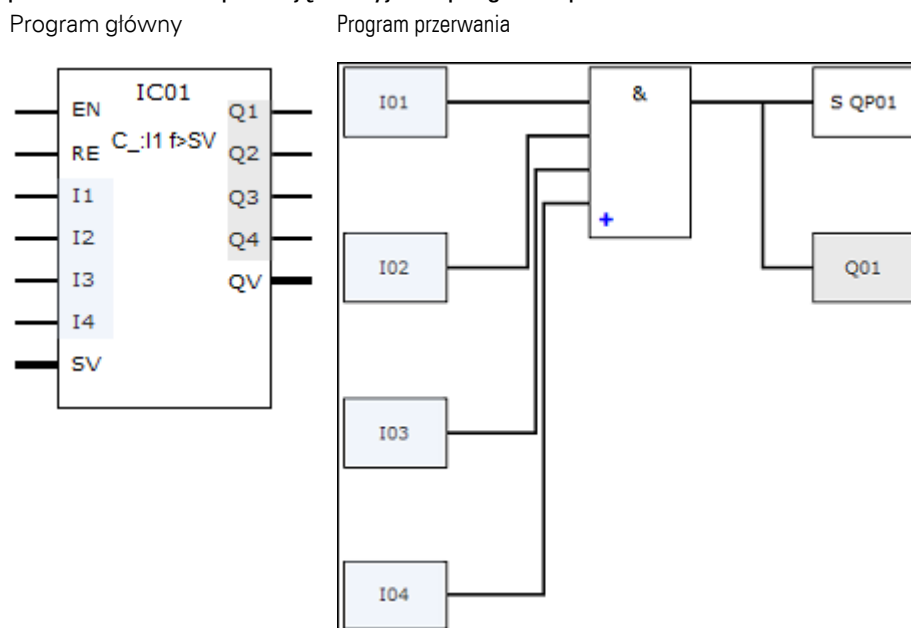 Program główny
Program przerwania
IC01
C_:I1 f>SV
EN
RE
I1
I2
I3
I4
SV
Q1
Q2
Q3
Q4
QV
I01
I02
I03
I04
&
+
S QP01
Q01